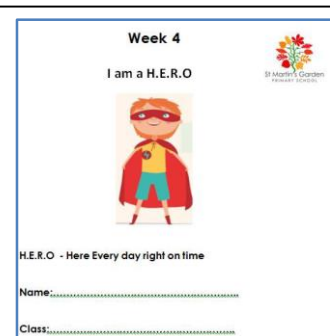 Week 4
St Martin's Garden
PRIMARY SCHOOL
I am a H.E.R.O
H.E.R.O - Here Every day right on time
Name:..................................................
Class:..................................................